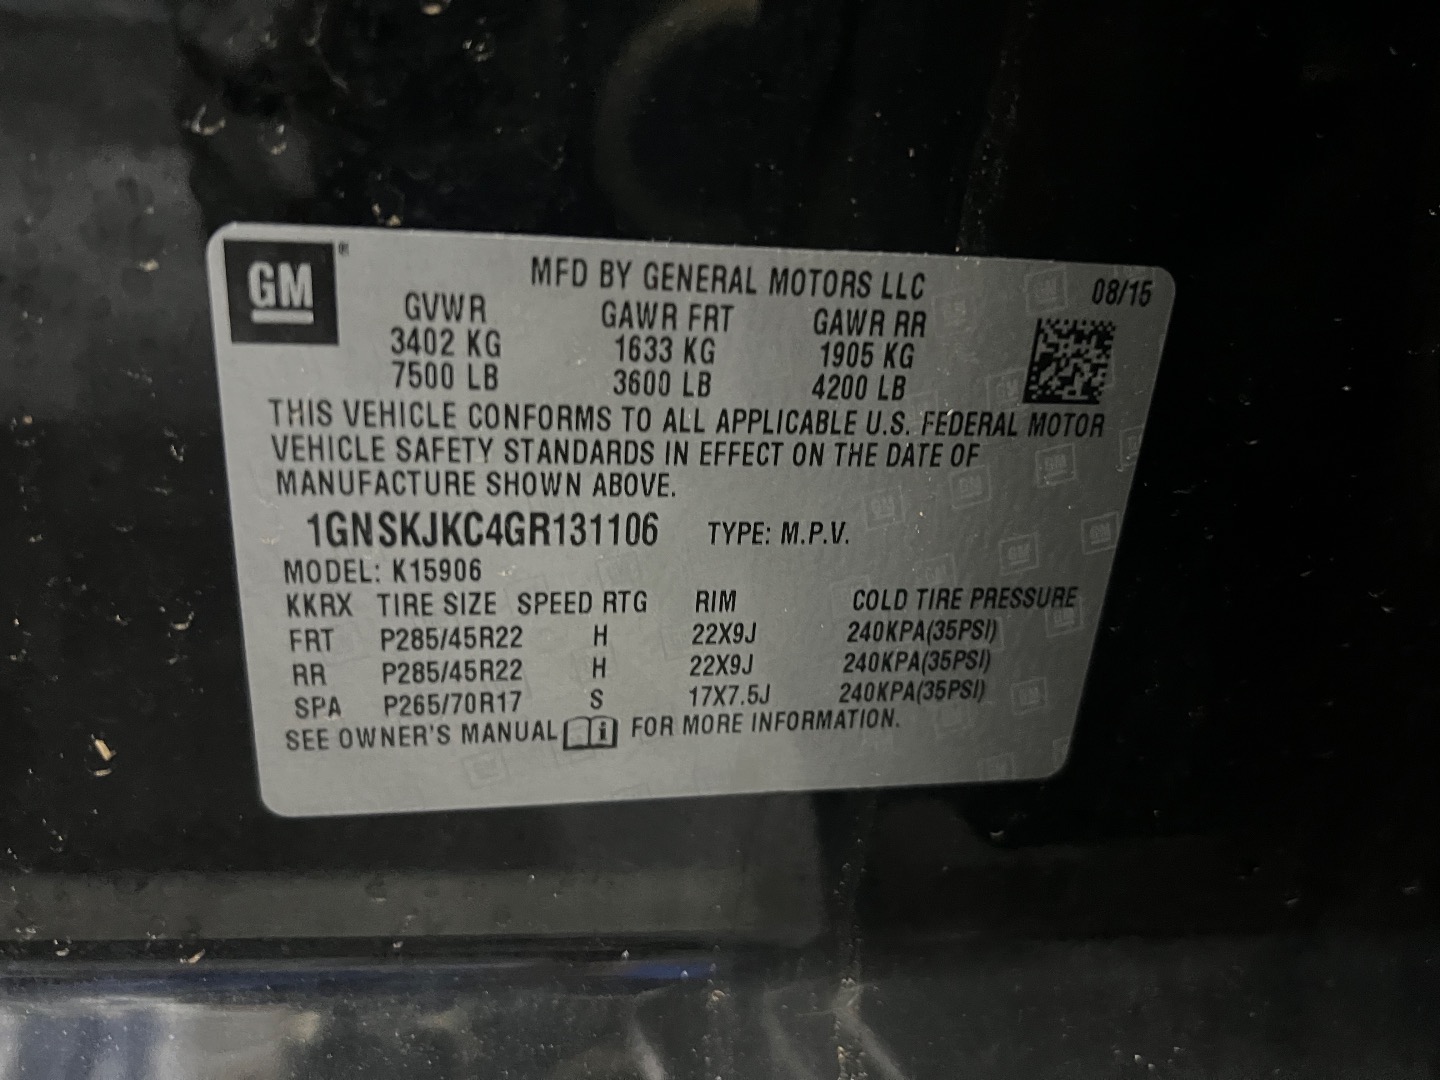 GM®
MFD BY GENERAL MOTORS LLC 08/15
GVWR GAWR FRT GAWR RR
3402 KG 1633 KG 1905 KG
7500 LB 3600 LB 4200 LB
THIS VEHICLE CONFORMS TO ALL APPLICABLE U.S. FEDERAL MOTOR
VEHICLE SAFETY STANDARDS IN EFFECT ON THE DATE OF
MANUFACTURE SHOWN ABOVE.
1GNSKJKC4GR131106 TYPE: M.P.V.
MODEL: K15906
KKRX TIRE SIZE SPEED RTG RIM COLD TIRE PRESSURE
FRT P285/45R22 H 22X9J 240KPA(35PSI)
RR P285/45R22 H 22X9J 240KPA(35PSI)
SPA P265/70R17 S 17X7.5J 240KPA(35PSI)
SEE OWNER'S MANUAL i FOR MORE INFORMATION.